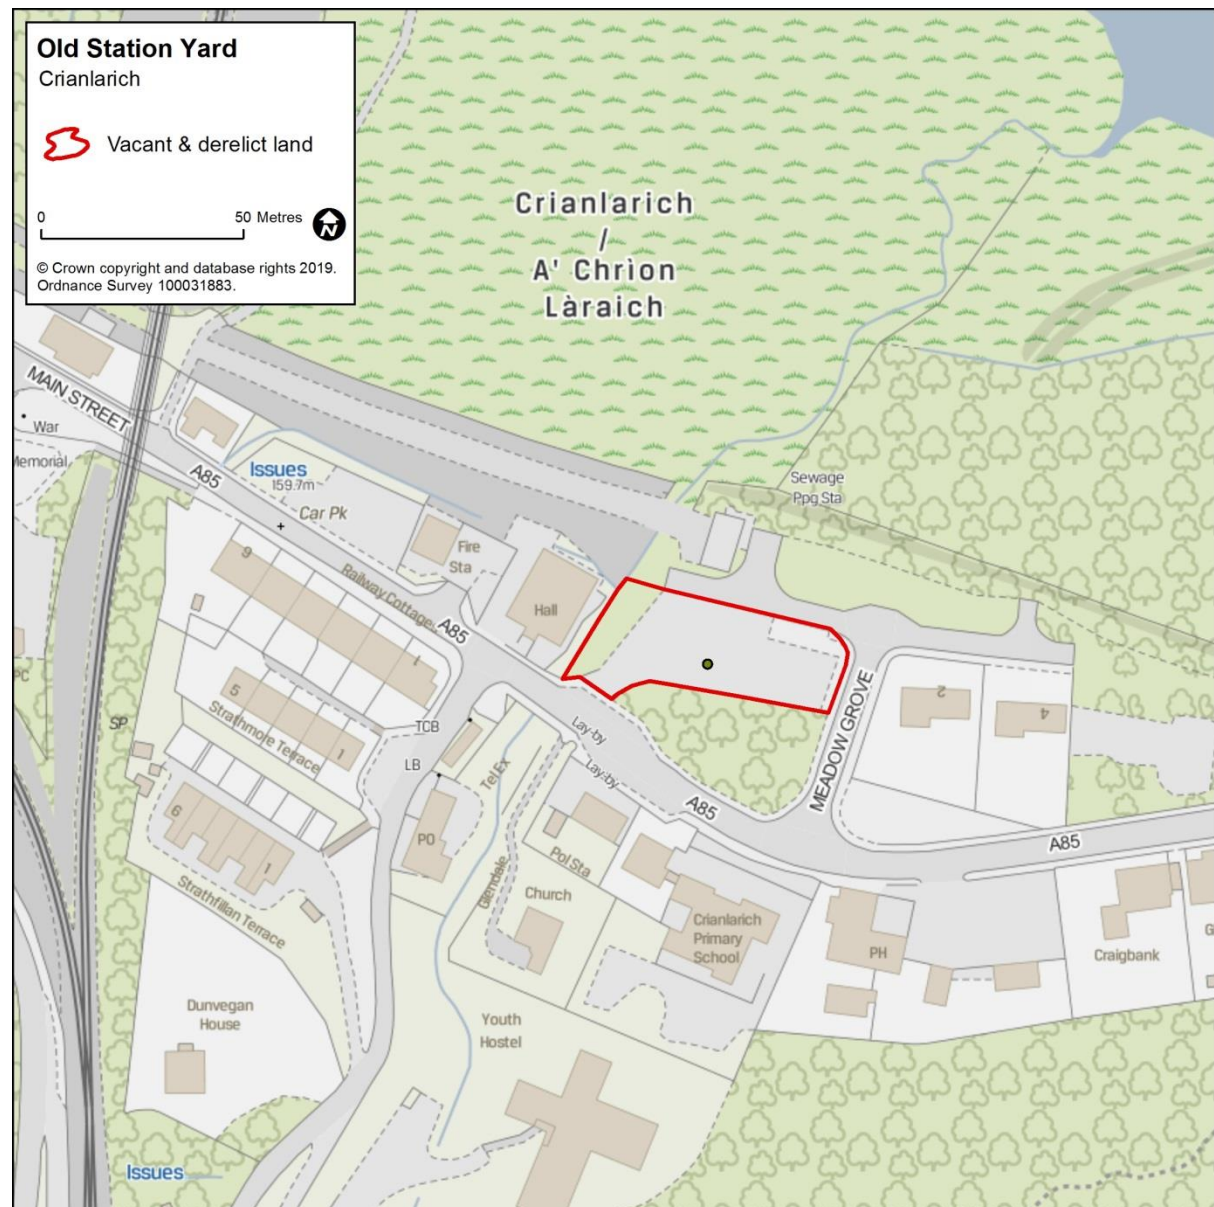 Old Station Yard
Crianlarich
Vacant & derelict land
0 50 Metres
N
© Crown copyright and database rights 2019.
Ordnance Survey 100031883.
Crianlarich
/
A' Chrìon
Làraich
MAIN STREET
War
Memorial
A85
Issues
159.7m
Car Pk
Fire
Sta
Hall
Sewage
Ppg Sta
9
Railway Cottages
1
A85
5
Strathmore Terrace
1
SP
PC
TCB
LB
Tel Ex
Lay-by
Lay-by
A85
MEADOW GROVE
2
4
A85
6
1
Strathfillan Terrace
PO
Glendale
Pol Sta
Church
Crianlarich
Primary
School
PH
Craigbank
G
Dunvegan
House
Youth
Hostel
Issues